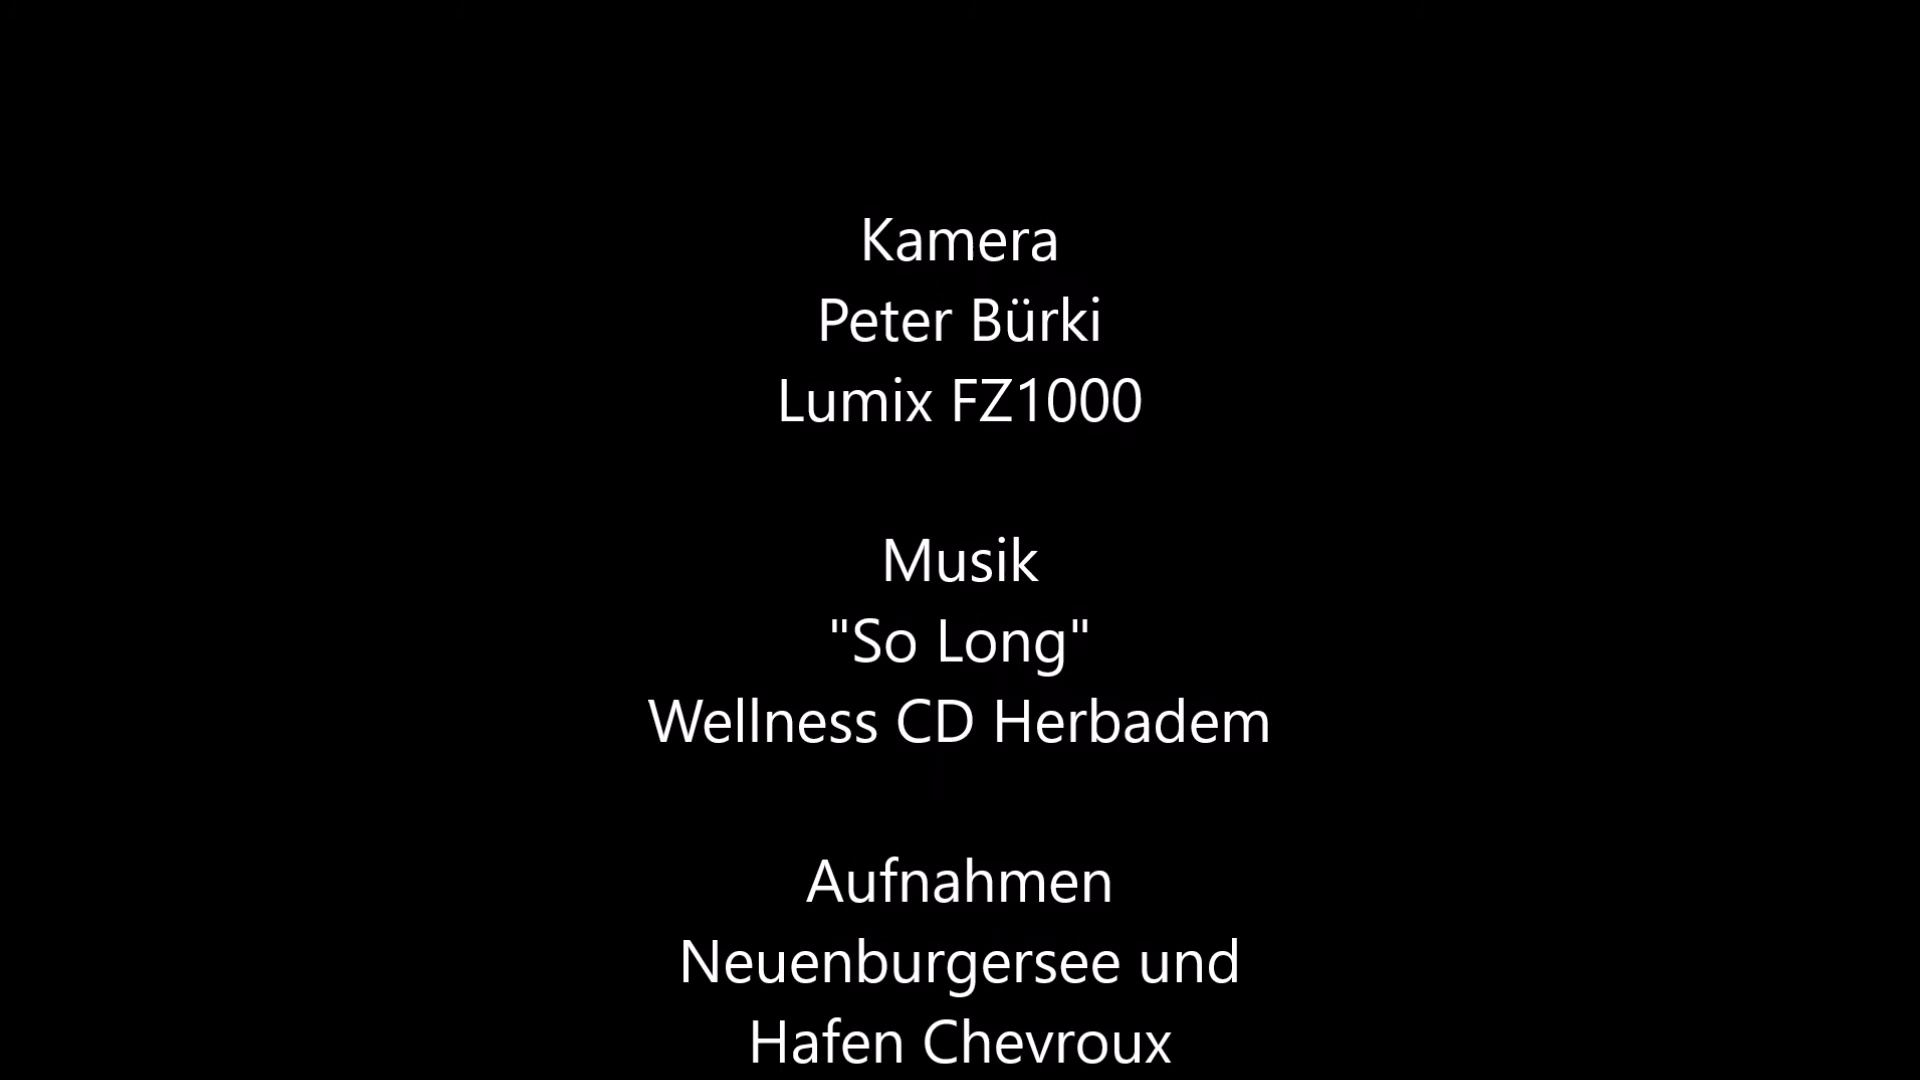 Kamera
Peter Bürki
Lumix FZ1000
Musik
"So Long"
Wellness CD Herbadem
Aufnahmen
Neuenburgersee und
Hafen Chevroux